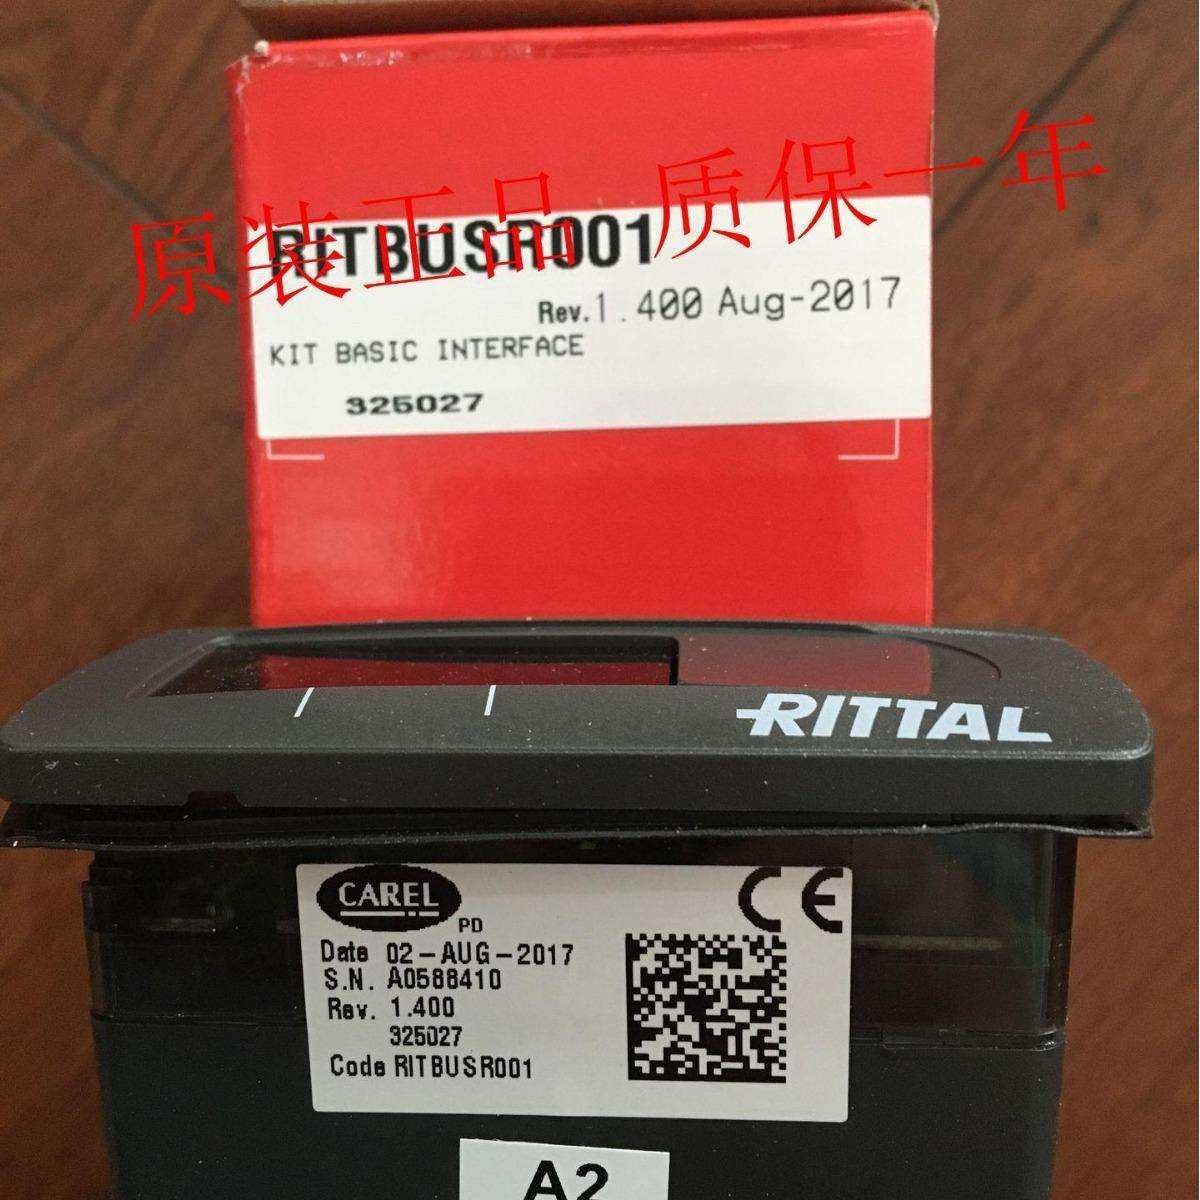 原装正品 质保一年
RITBUSR001
Rev.1.400 Aug-2017
KIT BASIC INTERFACE
325027
RITTAL
CAREL
CE
PD
Date 02-AUG-2017
S.N. A0588410
Rev. 1.400
325027
Code RITBUSR001
A2